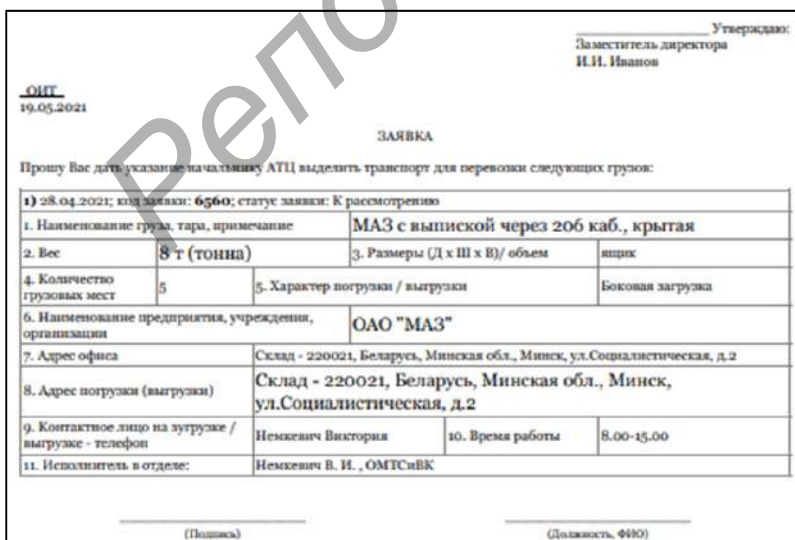 Утверждаю:
Заместитель директора
И.И. Иванов
ОИТ
19.05.2021
ЗАЯВКА
Прошу Вас дать указание начальнику АТЦ выделить транспорт для перевозки следующих грузов:
1) 28.04.2021; код заявки: 6560; статус заявки: К рассмотрению
1. Наименование груза, тара, примечание МАЗ с выпиской через 206 каб., крытая
2. Вес 8 т (тонна) 3. Размеры (Д х Ш х В)/ объем ящик
4. Количество грузовых мест 5 5. Характер погрузки / выгрузки Боковая загрузка
6. Наименование предприятия, учреждения, организации ОАО "МАЗ"
7. Адрес офиса Склад - 220021, Беларусь, Минская обл., Минск, ул.Социалистическая, д.2
8. Адрес погрузки (выгрузки) Склад - 220021, Беларусь, Минская обл., Минск,
ул.Социалистическая, д.2
9. Контактное лицо на зугрузке / выгрузке - телефон Немкевич Виктория 10. Время работы 8.00-15.00
11. Исполнитель в отделе: Немкевич В. И. , ОМТСиВК
(Подпись) (Должность, ФИО)
Репо